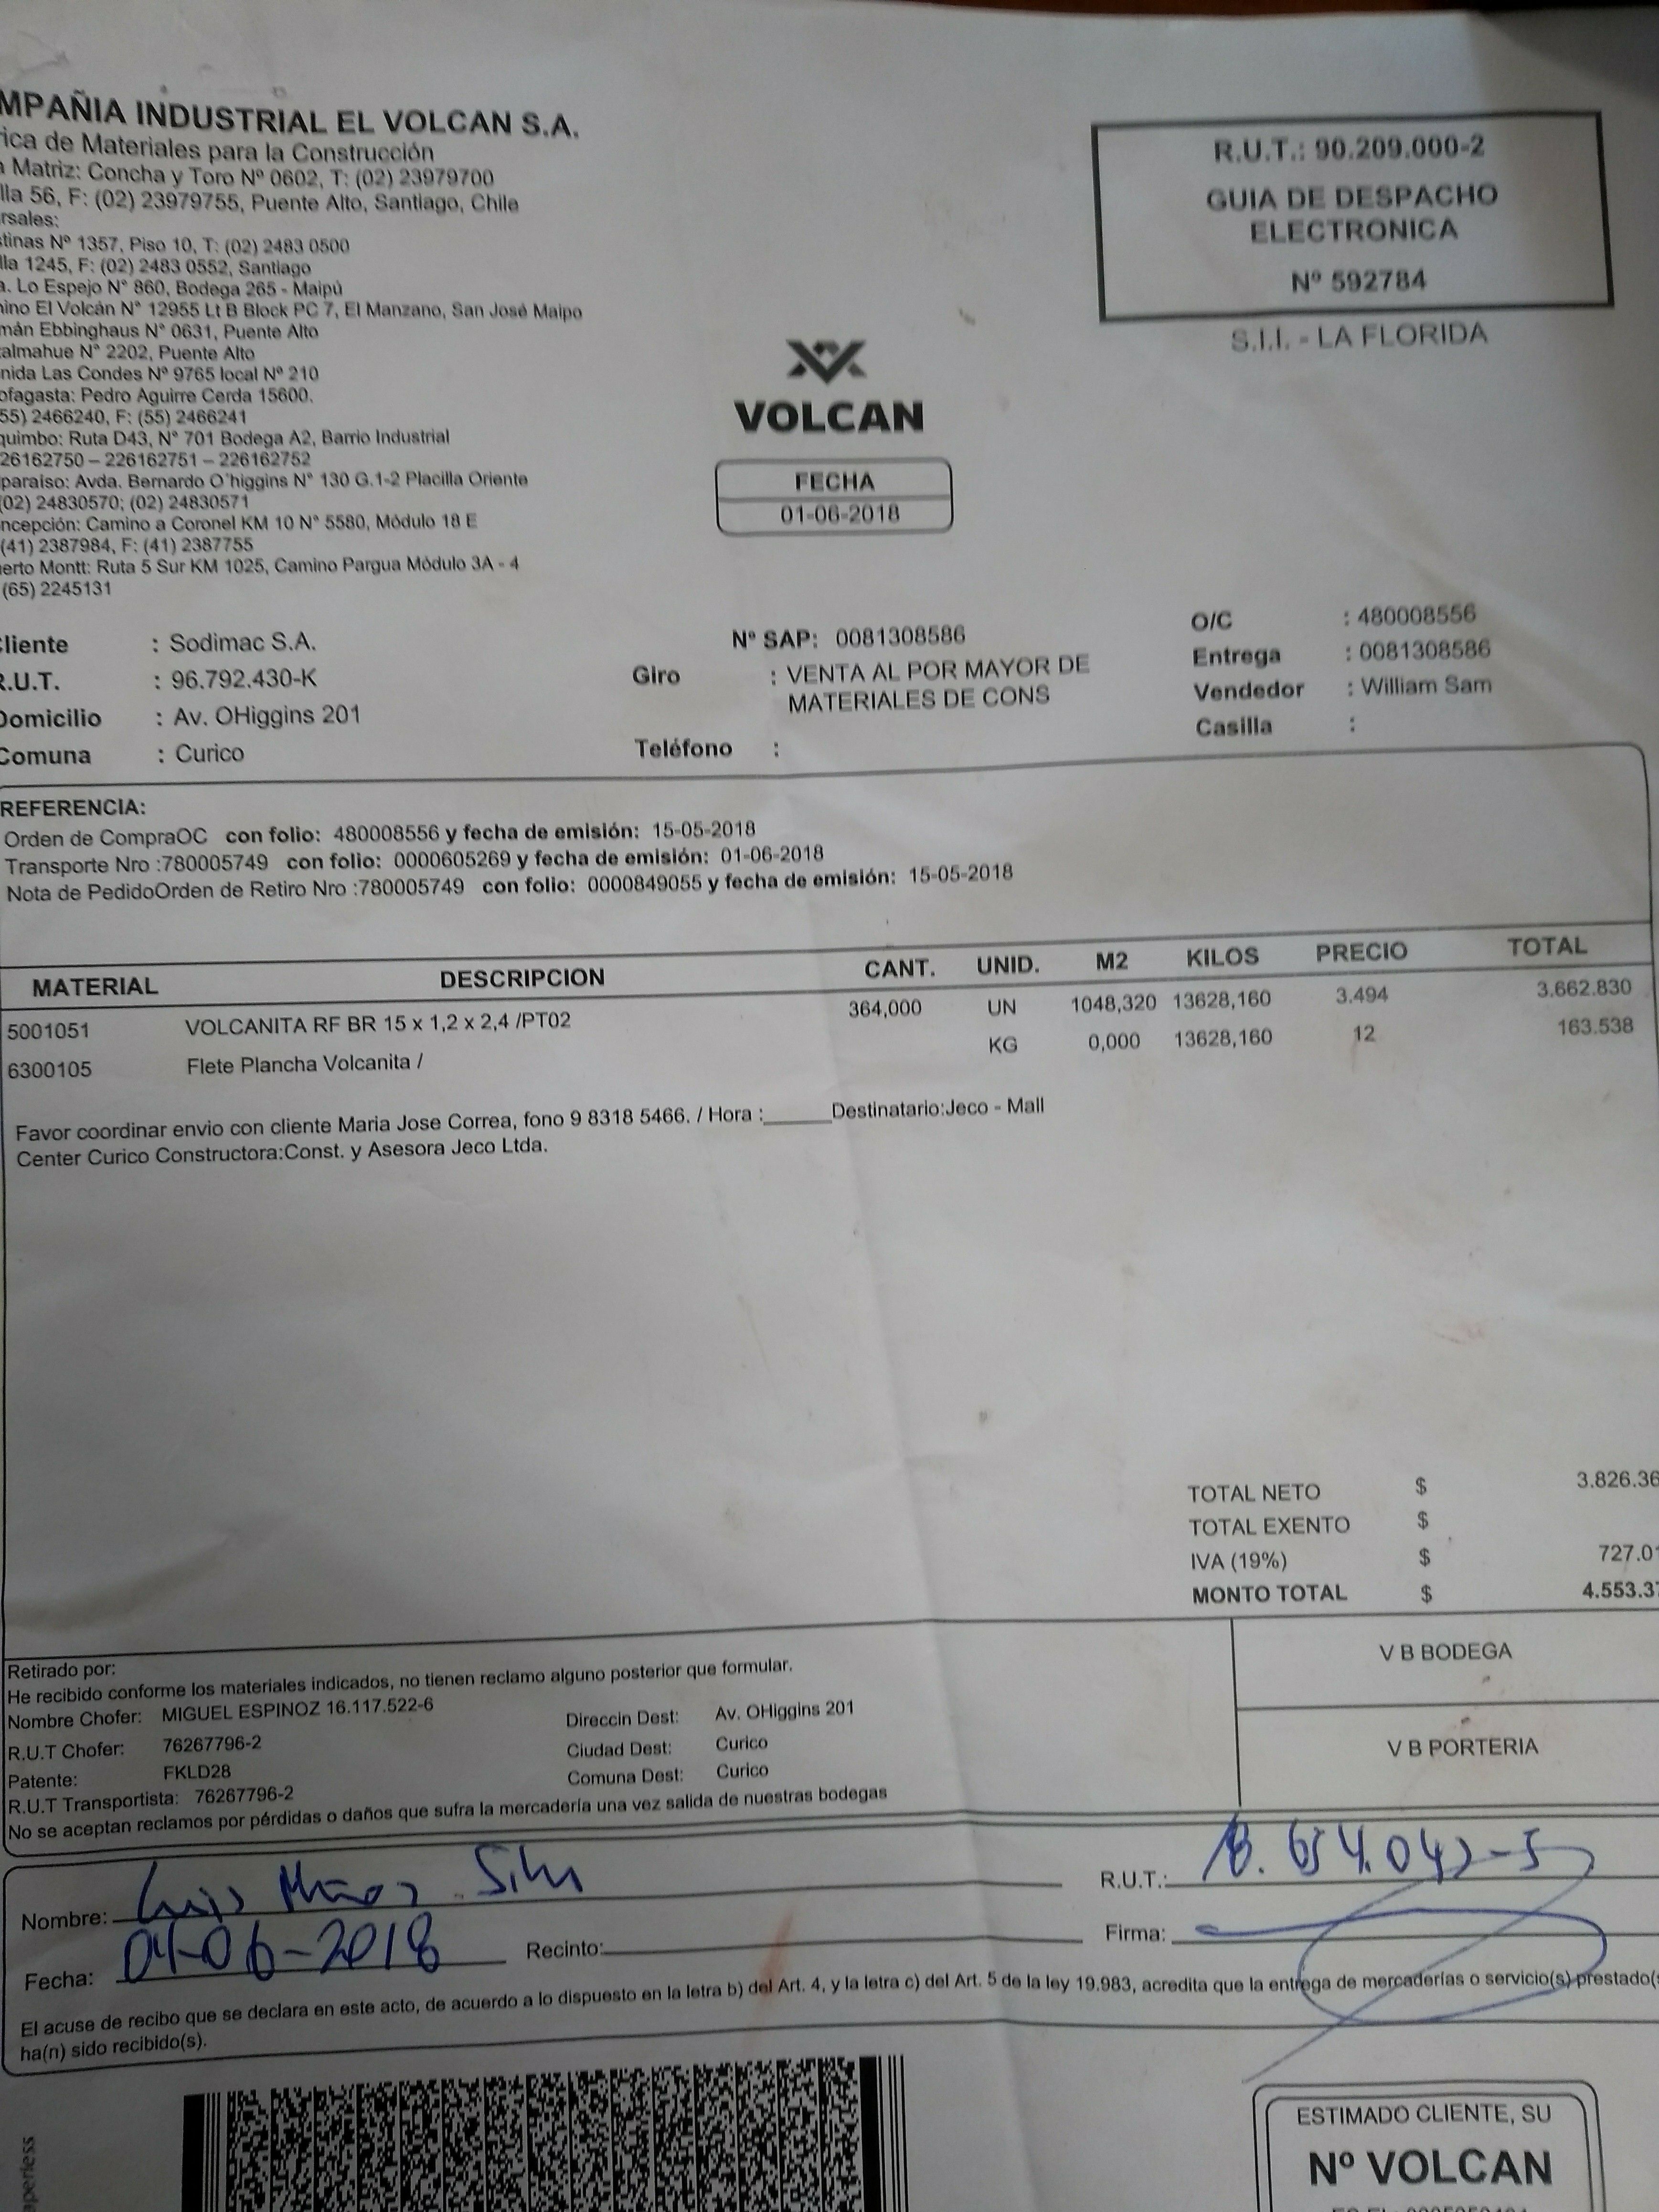 MPAÑIA INDUSTRIAL EL VOLCAN S.A.
rica de Materiales para la Construcción
a Matriz: Concha y Toro Nº 0602, T: (02) 23979700
lla 56, F: (02) 23979755, Puente Alto, Santiago, Chile
rsales:
stinas Nº 1357, Piso 10, T: (02) 2483 0500
lla 1245, F: (02) 2483 0552, Santiago
a. Lo Espejo N° 860, Bodega 265 - Maipú
nino El Volcán N° 12955 Lt B Block PC 7, El Manzano, San José Maipo
mán Ebbinghaus N° 0631, Puente Alto
talmahue N° 2202, Puente Alto
nida Las Condes Nº 9765 local Nº 210
ofagasta: Pedro Aguirre Cerda 15600.
55) 2466240, F: (55) 2466241
quimbo: Ruta D43, N° 701 Bodega A2, Barrio Industrial
26162750 – 226162751 – 226162752
paraíso: Avda. Bernardo O'higgins N° 130 G.1-2 Placilla Oriente
(02) 24830570; (02) 24830571
ncepción: Camino a Coronel KM 10 N° 5580, Módulo 18 E
(41) 2387984, F: (41) 2387755
erto Montt: Ruta 5 Sur KM 1025, Camino Pargua Módulo 3A - 4
(65) 2245131
R.U.T.: 90.209.000-2
GUIA DE DESPACHO
ELECTRONICA
Nº 592784
S.I.I. - LA FLORIDA
VOLCAN
FECHA
01-06-2018
Cliente : Sodimac S.A.
R.U.T. : 96.792.430-K
Domicilio : Av. OHiggins 201
Comuna : Curico
Nº SAP: 0081308586
Giro : VENTA AL POR MAYOR DE
MATERIALES DE CONS
Teléfono :
O/C : 480008556
Entrega : 0081308586
Vendedor : William Sam
Casilla :
REFERENCIA:
Orden de CompraOC con folio: 480008556 y fecha de emisión: 15-05-2018
Transporte Nro :780005749 con folio: 0000605269 y fecha de emisión: 01-06-2018
Nota de PedidoOrden de Retiro Nro :780005749 con folio: 0000849055 y fecha de emisión: 15-05-2018
MATERIAL DESCRIPCION CANT. UNID. M2 KILOS PRECIO TOTAL
5001051 VOLCANITA RF BR 15 x 1,2 x 2,4 /PT02 364,000 UN 1048,320 13628,160 3.494 3.662.830
6300105 Flete Plancha Volcanita / KG 0,000 13628,160 12 163.538
Favor coordinar envio con cliente Maria Jose Correa, fono 9 8318 5466. / Hora :______Destinatario:Jeco - Mall
Center Curico Constructora:Const. y Asesora Jeco Ltda.
TOTAL NETO $ 3.826.36
TOTAL EXENTO $
IVA (19%) $ 727.01
MONTO TOTAL $ 4.553.37
Retirado por:
He recibido conforme los materiales indicados, no tienen reclamo alguno posterior que formular.
Nombre Chofer: MIGUEL ESPINOZ 16.117.522-6
R.U.T Chofer: 76267796-2
Patente: FKLD28
R.U.T Transportista: 76267796-2
Direccin Dest: Av. OHiggins 201
Ciudad Dest: Curico
Comuna Dest: Curico
No se aceptan reclamos por pérdidas o daños que sufra la mercadería una vez salida de nuestras bodegas
V B BODEGA
V B PORTERIA
Nombre: Luis
R.U.T.:
Fecha: 04-06-2018 Recinto:
Firma:
El acuse de recibo que se declara en este acto, de acuerdo a lo dispuesto en la letra b) del Art. 4, y la letra c) del Art. 5 de la ley 19.983, acredita que la entrega de mercaderías o servicio(s) prestado(s
ha(n) sido recibido(s).
ESTIMADO CLIENTE, SU
Nº VOLCAN